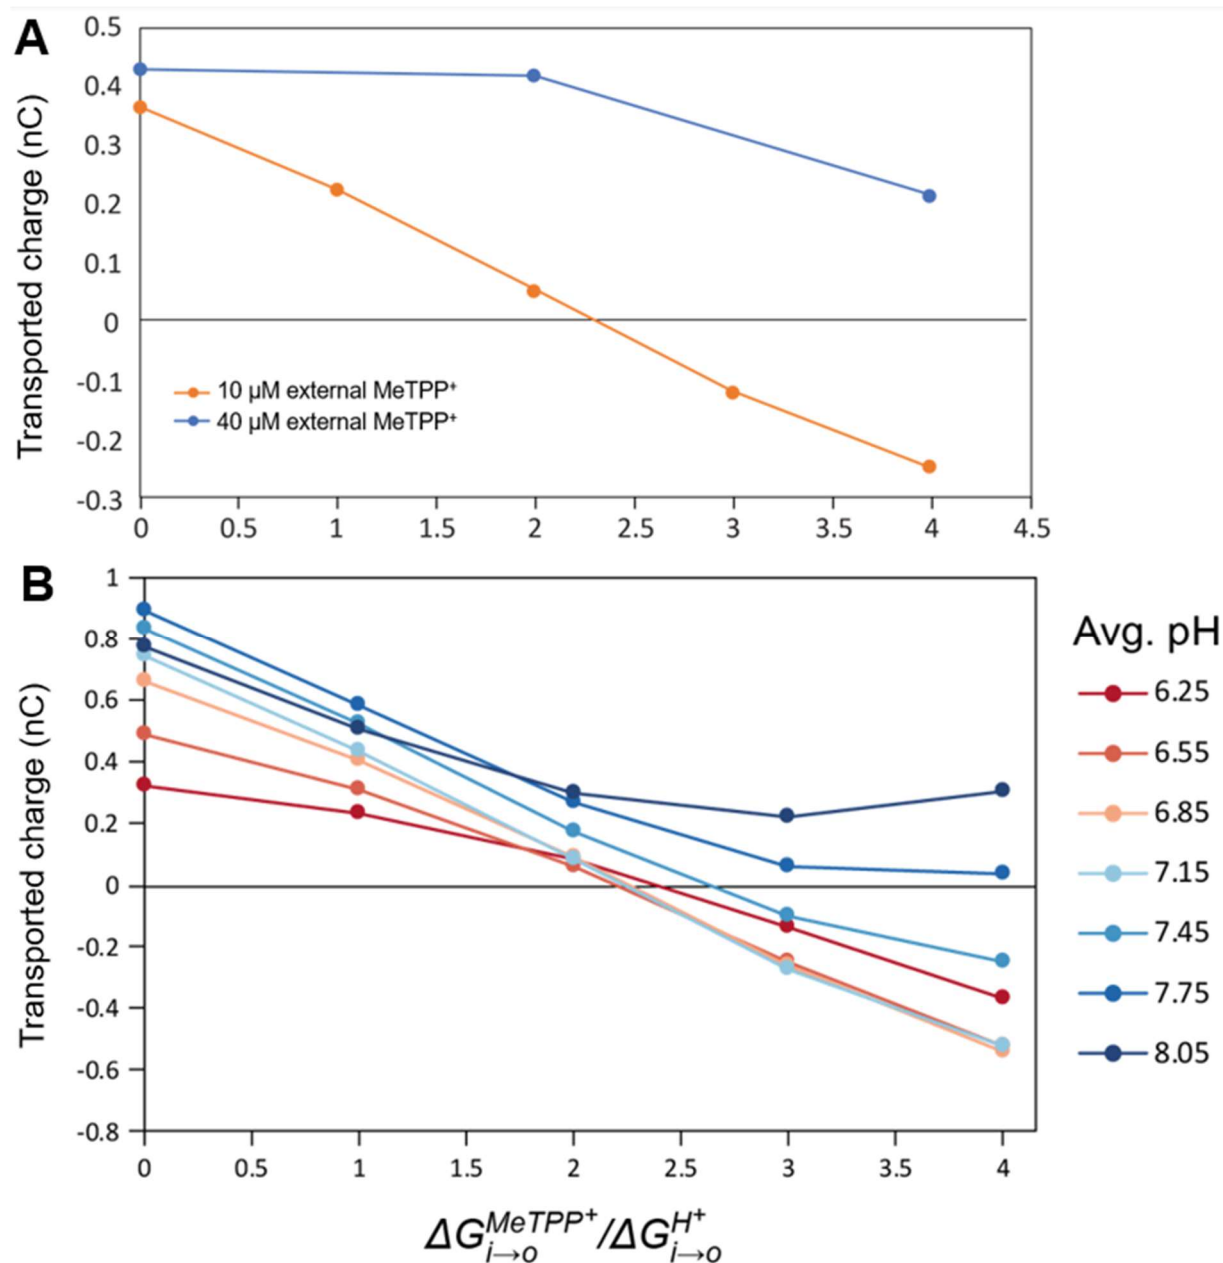 A
Transported charge (nC)
0.5
0.4
0.3
0.2
0.1
0
-0.1
-0.2
-0.3
10 µM external MeTPP⁺
40 µM external MeTPP⁺
0 0.5 1 1.5 2 2.5 3 3.5 4 4.5
B
Transported charge (nC)
1
0.8
0.6
0.4
0.2
0
-0.2
-0.4
-0.6
-0.8
0 0.5 1 1.5 2 2.5 3 3.5 4
Avg. pH
6.25
6.55
6.85
7.15
7.45
7.75
8.05
ΔG i→o MeTPP⁺ /ΔG i→o H⁺